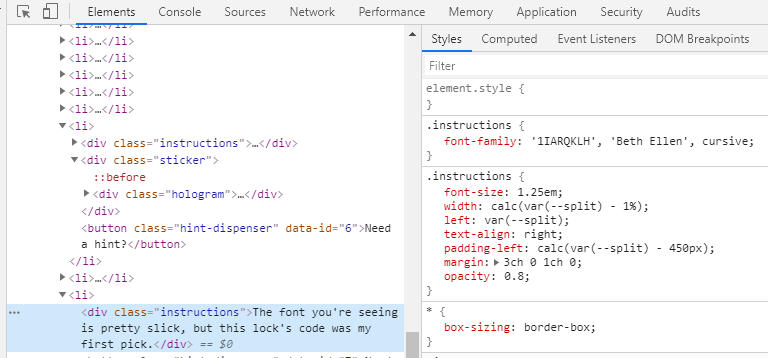 Elements Console Sources Network Performance Memory Application Security Audits
<li>…</li>
<li>…</li>
<li>…</li>
<li>…</li>
<li>…</li>
<li>
<div class="instructions">…</div>
<div class="sticker">
::before
<div class="hologram">…</div>
</div>
<button class="hint-dispenser" data-id="6">Need
a hint?</button>
</li>
<li>…</li>
<li>
<div class="instructions">The font you're seeing
is pretty slick, but this lock's code was my
first pick.</div> == $0
Styles Computed Event Listeners DOM Breakpoints
Filter
element.style {
}
.instructions {
font-family: '1IARQKLH', 'Beth Ellen', cursive;
}
.instructions {
font-size: 1.25em;
width: calc(var(--split) - 1%);
left: var(--split);
text-align: right;
padding-left: calc(var(--split) - 450px);
margin: 3ch 0 1ch 0;
opacity: 0.8;
}
* {
box-sizing: border-box;
}